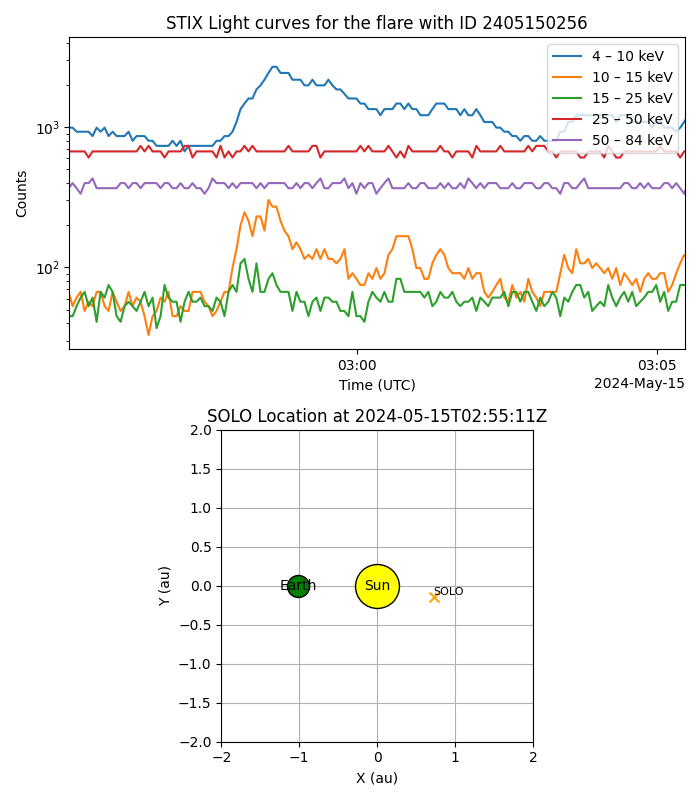 STIX Light curves for the flare with ID 2405150256
4 – 10 keV
10 – 15 keV
15 – 25 keV
25 – 50 keV
50 – 84 keV
10³
10²
Counts
03:00
03:05
Time (UTC)
2024-May-15
SOLO Location at 2024-05-15T02:55:11Z
2.0
1.5
1.0
0.5
0.0
−0.5
−1.0
−1.5
−2.0
Y (au)
Earth
Sun
SOLO
−2
−1
0
1
2
X (au)